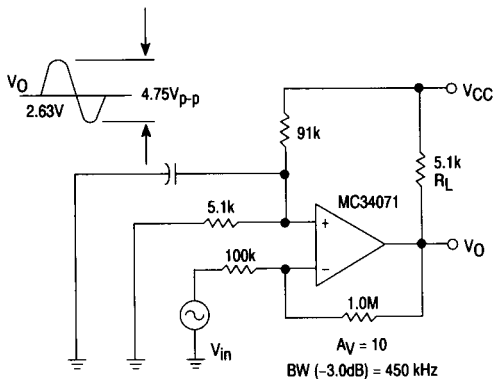 V_O
2.63V
4.75V_p-p
V_CC
91k
5.1k
R_L
5.1k
MC34071
+
100k
−
V_O
1.0M
V_in
A_V = 10
BW (−3.0dB) = 450 kHz